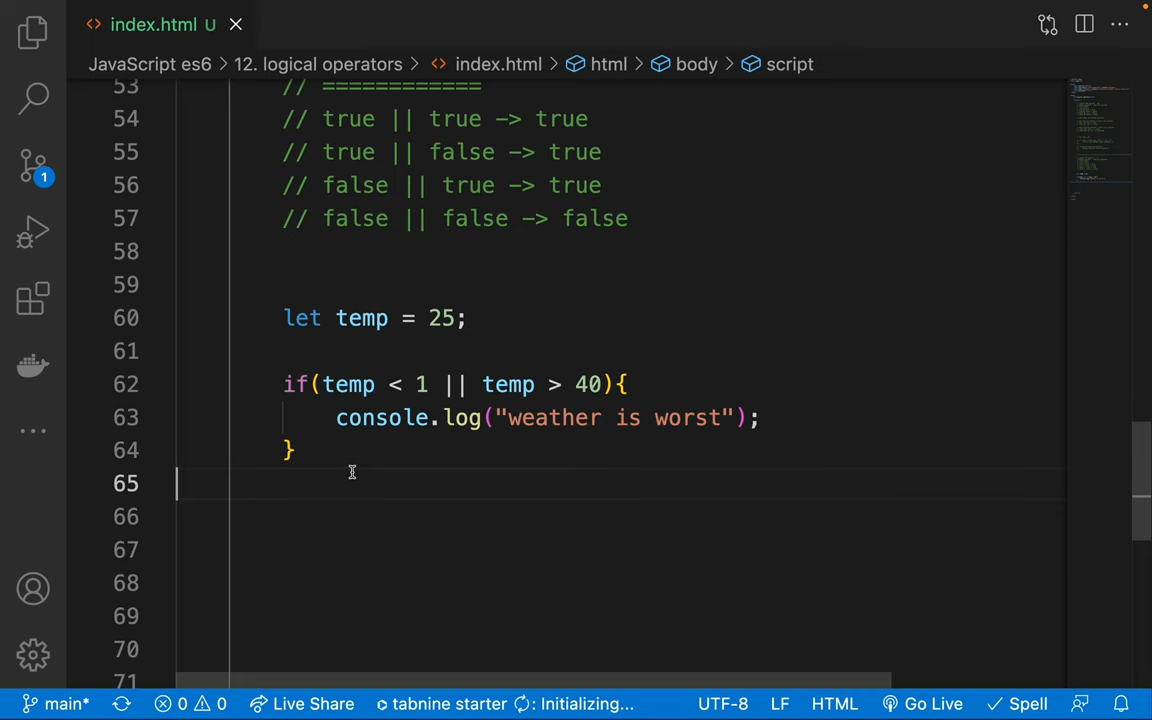 index.html U
JavaScript es6 > 12. logical operators > index.html > html > body > script
53 // ============
54 // true || true -> true
55 // true || false -> true
56 // false || true -> true
57 // false || false -> false
58
59
60 let temp = 25;
61
62 if(temp < 1 || temp > 40){
63 console.log("weather is worst");
64 }
65
66
67
68
69
70
71
1
main* 0 0 Live Share tabnine starter : Initializing... UTF-8 LF HTML Go Live Spell